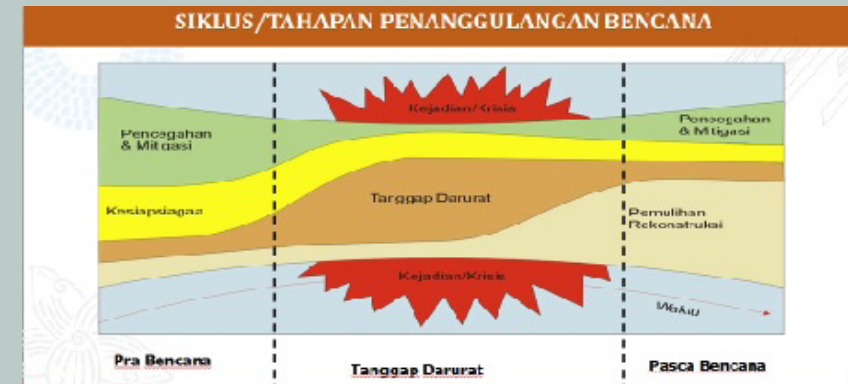 SIKLUS/TAHAPAN PENANGGULANGAN BENCANA
Kejadian/Krisis
Pencegahan
& Mitigasi
Pencegahan
& Mitigasi
Kesiapsiagaa
Tanggap Darurat
Pemulihan
Rekonstruksi
Kejadian/Krisis
Waktu
Pra Bencana
Tanggap Darurat
Pasca Bencana